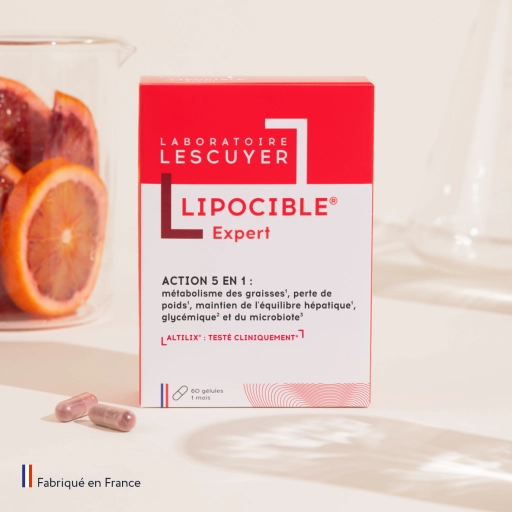 LABORATOIRE
LESCUYER
LIPOCIBLE®
Expert
ACTION 5 EN 1 :
métabolisme des graisses¹, perte de
poids¹, maintien de l'équilibre hépatique¹,
glycémique² et du microbiote³
ALTILIX® : TESTÉ CLINIQUEMENT⁴
60 gélules
1 mois
Fabriqué en France